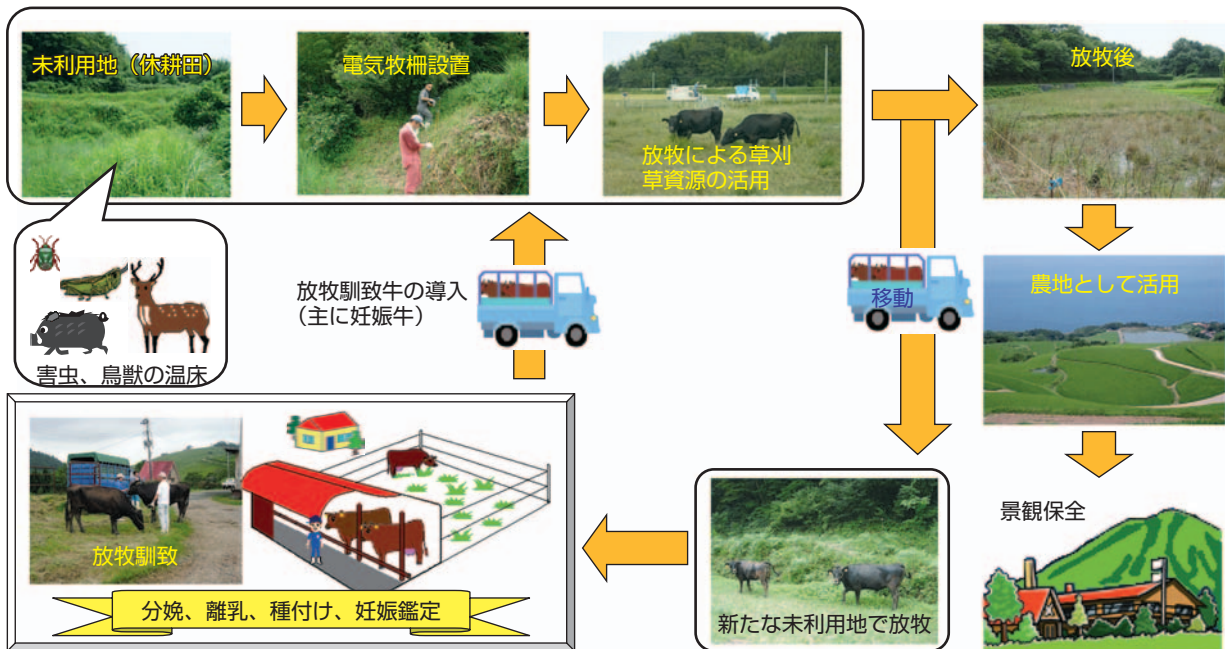 未利用地（休耕田）
電気牧柵設置
放牧による草刈
草資源の活用
放牧後
害虫、鳥獣の温床
放牧馴致牛の導入
（主に妊娠牛）
移動
農地として活用
景観保全
放牧馴致
分娩、離乳、種付け、妊娠鑑定
新たな未利用地で放牧